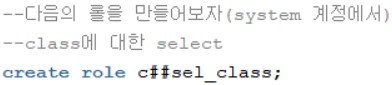 --다음의 롤을 만들어보자(system 계정에서)
--class에 대한 select
create role c##sel_class;